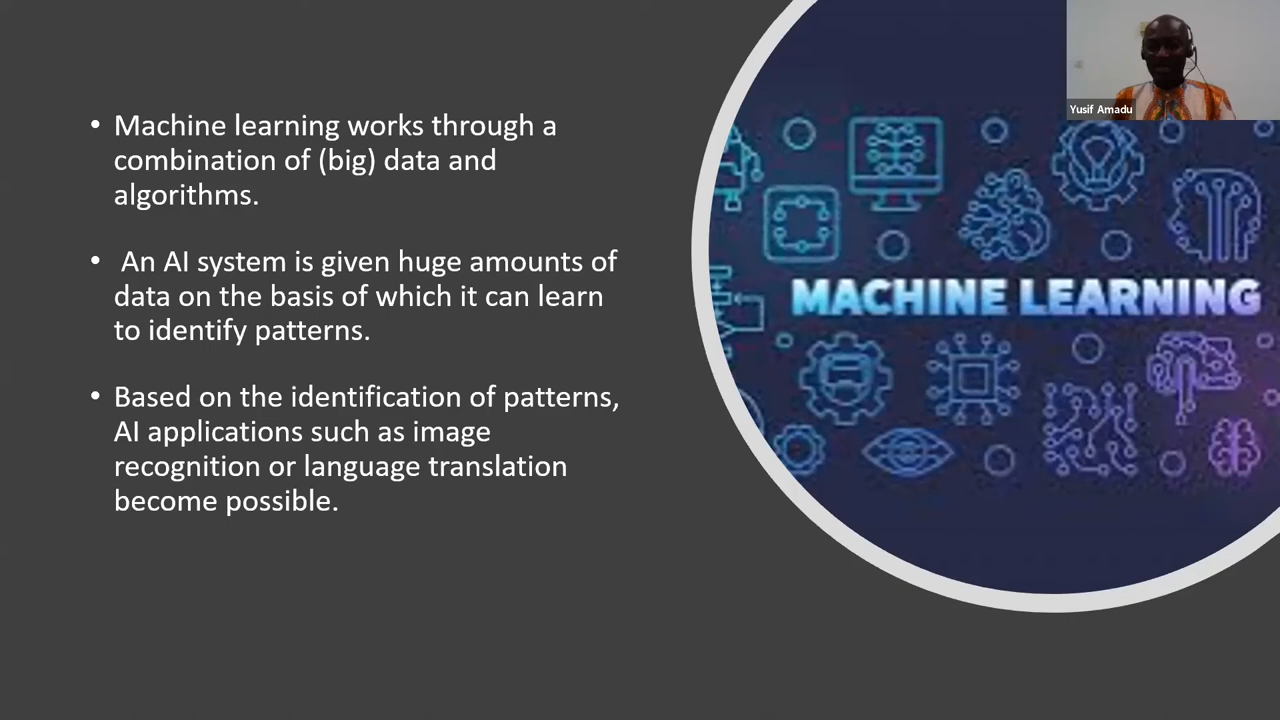 • Machine learning works through a
combination of (big) data and
algorithms.
• An AI system is given huge amounts of
data on the basis of which it can learn
to identify patterns.
• Based on the identification of patterns,
AI applications such as image
recognition or language translation
become possible.
MACHINE LEARNING
Yusif Amadu